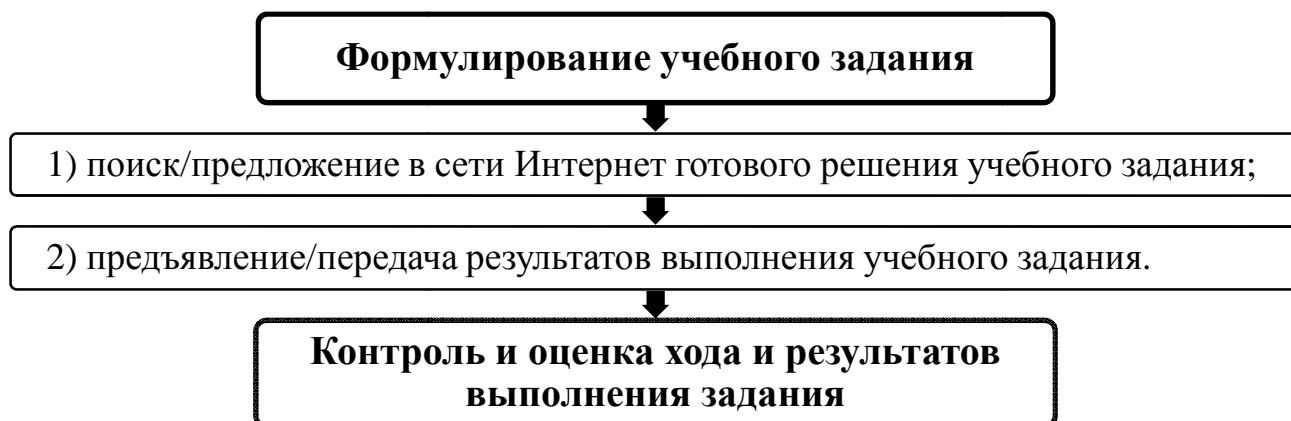 Формулирование учебного задания
1) поиск/предложение в сети Интернет готового решения учебного задания;
2) предъявление/передача результатов выполнения учебного задания.
Контроль и оценка хода и результатов
выполнения задания